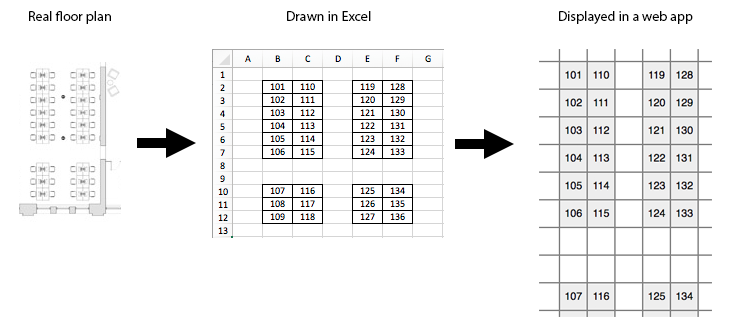 Real floor plan
Drawn in Excel
Displayed in a web app
A B C D E F G
1
2 101 110 119 128
3 102 111 120 129
4 103 112 121 130
5 104 113 122 131
6 105 114 123 132
7 106 115 124 133
8
9
10 107 116 125 134
11 108 117 126 135
12 109 118 127 136
13
101 110 119 128
102 111 120 129
103 112 121 130
104 113 122 131
105 114 123 132
106 115 124 133
107 116 125 134